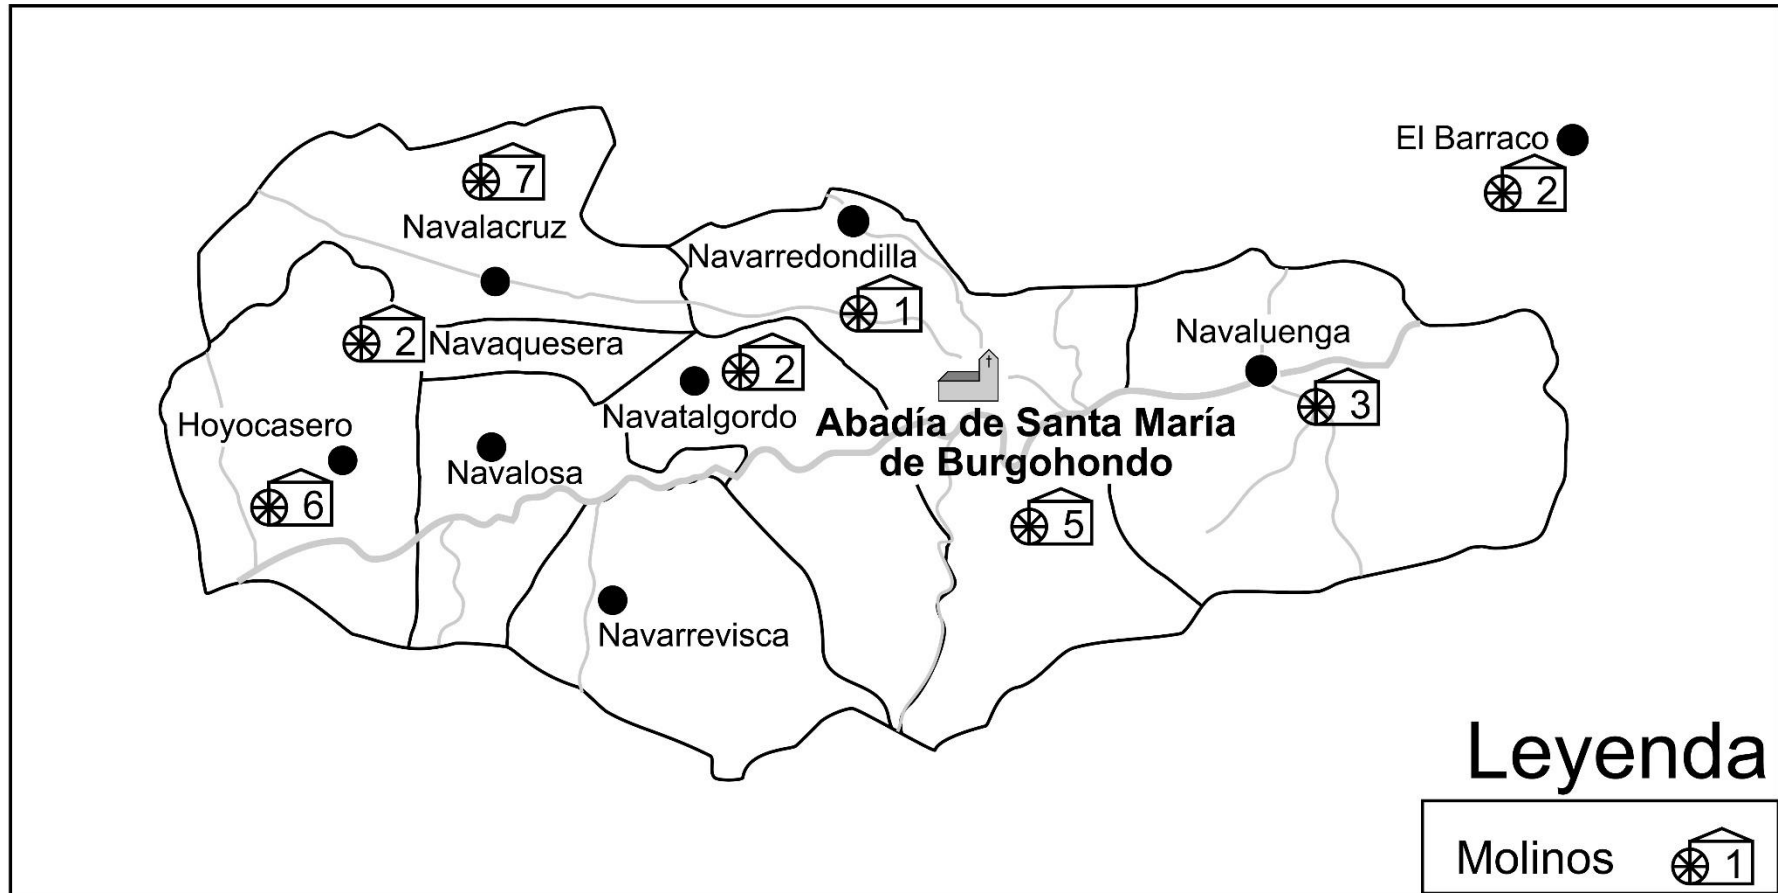 El Barraco
2
7
Navalacruz
Navarredondilla
1
2 Navaquesera
2
Navatalgordo
Navaluenga
3
Hoyocasero
6
Navalosa
Abadía de Santa María
de Burgohondo
5
Navarrevisca
Leyenda
Molinos 1